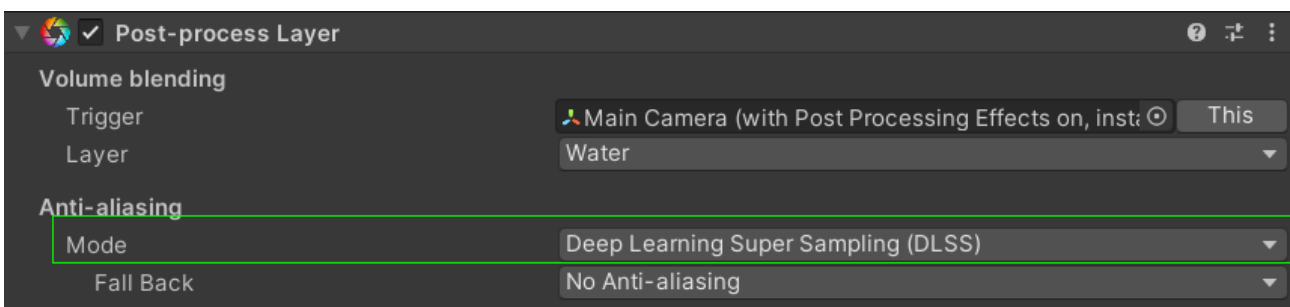 Post-process Layer
Volume blending
Trigger Main Camera (with Post Processing Effects on, insta This
Layer Water
Anti-aliasing
Mode Deep Learning Super Sampling (DLSS)
Fall Back No Anti-aliasing